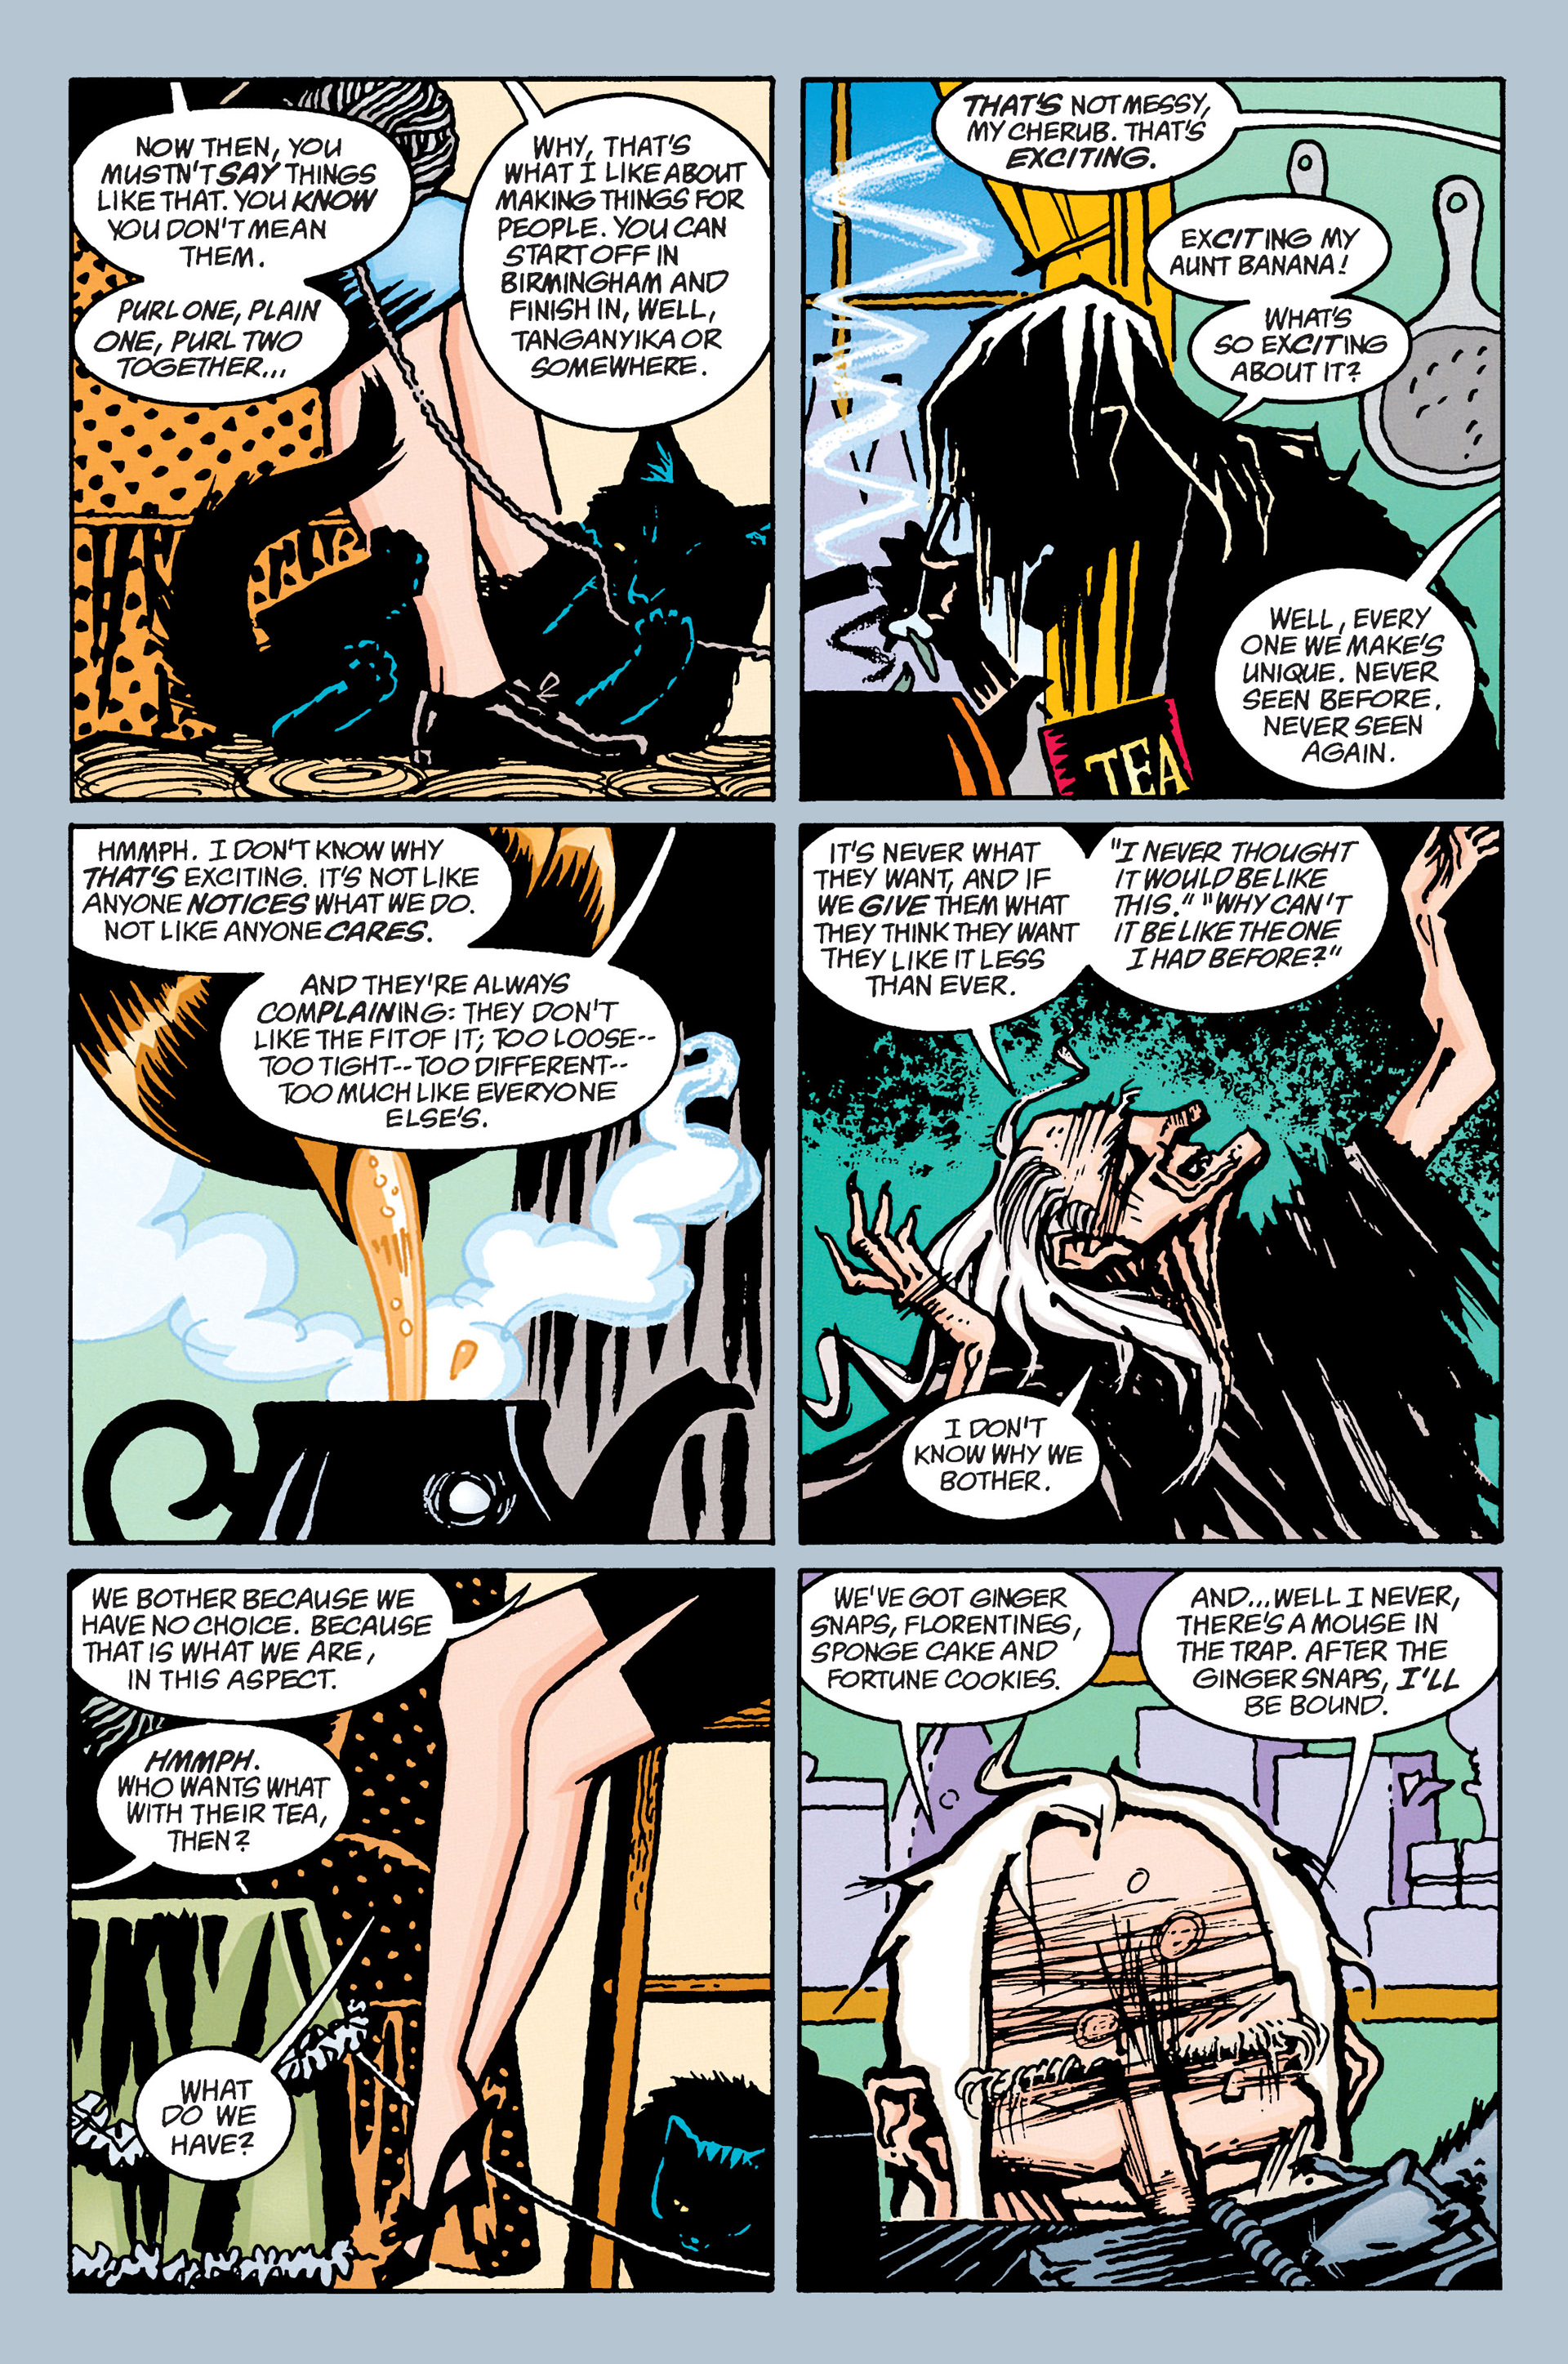 NOW THEN, YOU
MUSTN'T SAY THINGS
LIKE THAT. YOU KNOW
YOU DON'T MEAN
THEM.
PURL ONE, PLAIN
ONE, PURL TWO
TOGETHER...
WHY, THAT'S
WHAT I LIKE ABOUT
MAKING THINGS FOR
PEOPLE. YOU CAN
START OFF IN
BIRMINGHAM AND
FINISH IN, WELL,
TANGANYIKA OR
SOMEWHERE.
THAT'S NOT MESSY,
MY CHERUB. THAT'S
EXCITING.
EXCITING MY
AUNT BANANA!
WHAT'S
SO EXCITING
ABOUT IT?
WELL, EVERY
ONE WE MAKE'S
UNIQUE. NEVER
SEEN BEFORE.
NEVER SEEN
AGAIN.
TEA
HMMPH. I DON'T KNOW WHY
THAT'S EXCITING. IT'S NOT LIKE
ANYONE NOTICES WHAT WE DO.
NOT LIKE ANYONE CARES.
AND THEY'RE ALWAYS
COMPLAINING: THEY DON'T
LIKE THE FIT OF IT; TOO LOOSE--
TOO TIGHT--TOO DIFFERENT--
TOO MUCH LIKE EVERYONE
ELSE'S.
IT'S NEVER WHAT
THEY WANT, AND IF
WE GIVE THEM WHAT
THEY THINK THEY WANT
THEY LIKE IT LESS
THAN EVER.
"I NEVER THOUGHT
IT WOULD BE LIKE
THIS." "WHY CAN'T
IT BE LIKE THE ONE
I HAD BEFORE?"
I DON'T
KNOW WHY WE
BOTHER.
WE BOTHER BECAUSE WE
HAVE NO CHOICE. BECAUSE
THAT IS WHAT WE ARE,
IN THIS ASPECT.
HMMPH.
WHO WANTS WHAT
WITH THEIR TEA,
THEN?
WHAT
DO WE
HAVE?
WE'VE GOT GINGER
SNAPS, FLORENTINES,
SPONGE CAKE AND
FORTUNE COOKIES.
AND...WELL I NEVER,
THERE'S A MOUSE IN
THE TRAP. AFTER THE
GINGER SNAPS, I'LL
BE BOUND.